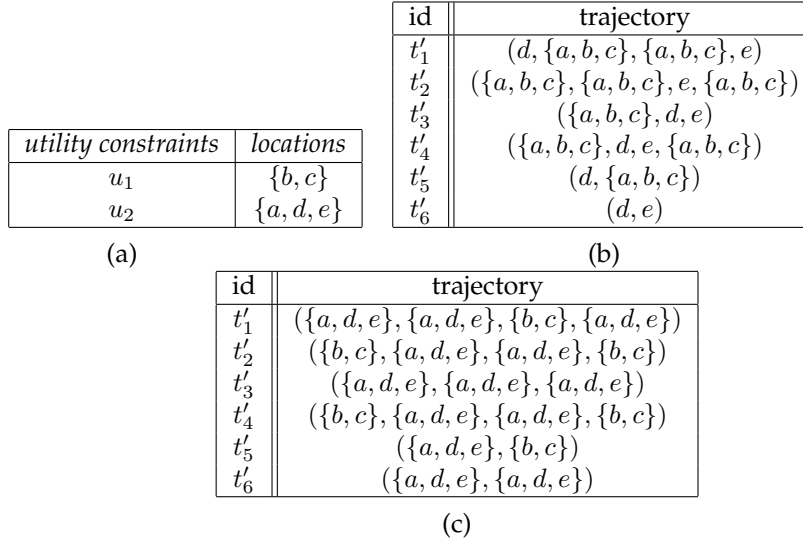 id trajectory
t′1 (d, {a, b, c}, {a, b, c}, e)
t′2 ({a, b, c}, {a, b, c}, e, {a, b, c})
t′3 ({a, b, c}, d, e)
t′4 ({a, b, c}, d, e, {a, b, c})
t′5 (d, {a, b, c})
t′6 (d, e)
utility constraints locations
u1 {b, c}
u2 {a, d, e}
(a) (b)
id trajectory
t′1 ({a, d, e}, {a, d, e}, {b, c}, {a, d, e})
t′2 ({b, c}, {a, d, e}, {a, d, e}, {b, c})
t′3 ({a, d, e}, {a, d, e}, {a, d, e})
t′4 ({b, c}, {a, d, e}, {a, d, e}, {b, c})
t′5 ({a, d, e}, {b, c})
t′6 ({a, d, e}, {a, d, e})
(c)